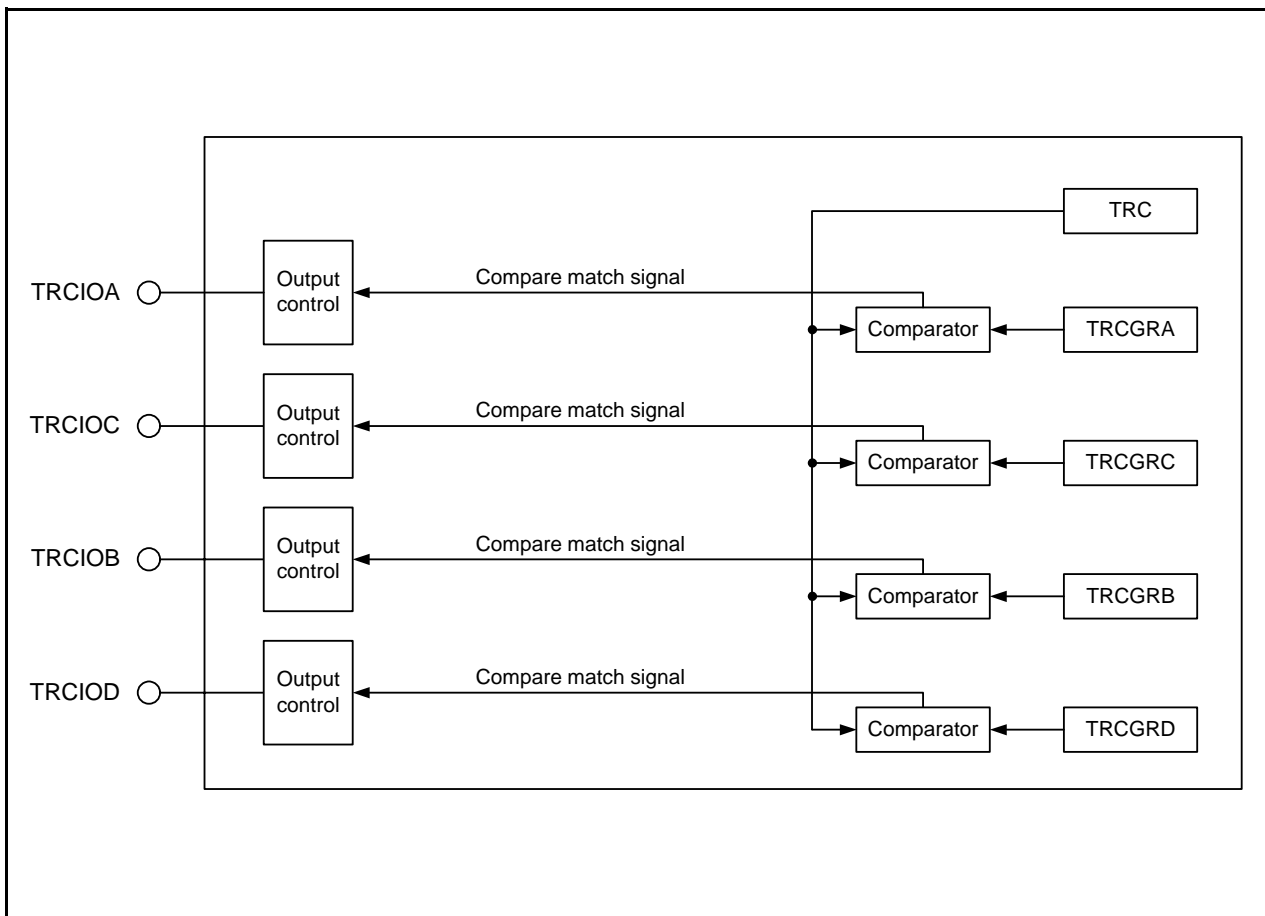 TRC
TRCIOA
Output
control
Compare match signal
Comparator
TRCGRA
TRCIOC
Output
control
Compare match signal
Comparator
TRCGRC
TRCIOB
Output
control
Compare match signal
Comparator
TRCGRB
TRCIOD
Output
control
Compare match signal
Comparator
TRCGRD